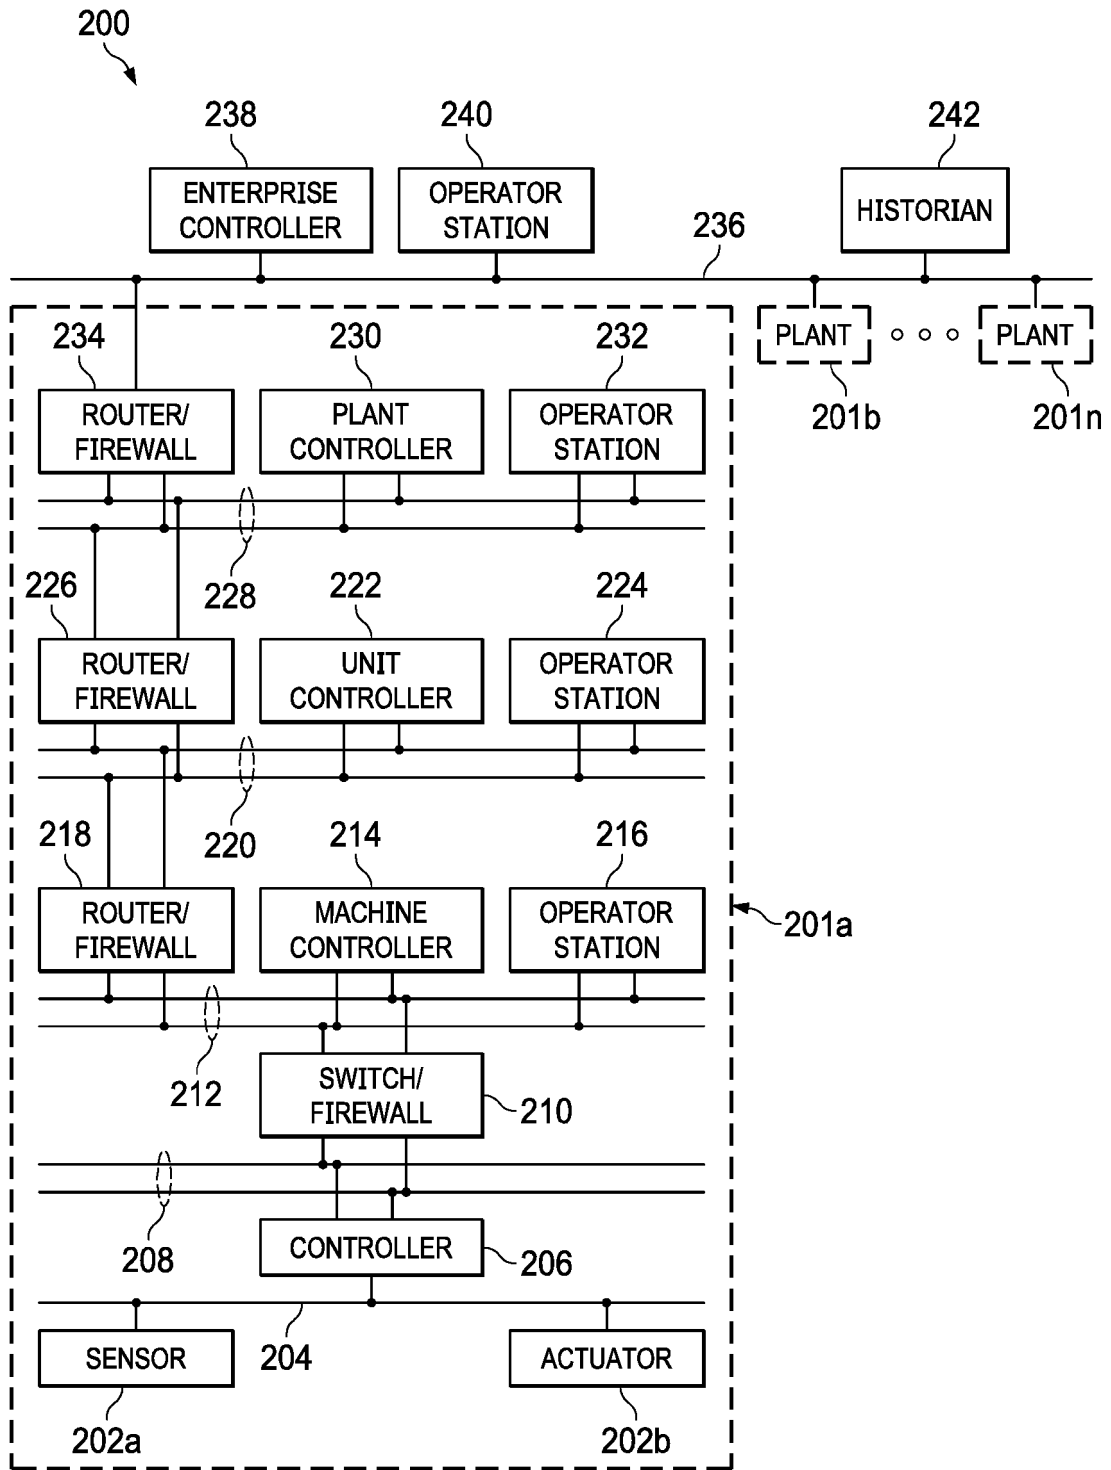 200
238
240
242
ENTERPRISE
CONTROLLER
OPERATOR
STATION
HISTORIAN
236
234
230
232
PLANT
PLANT
201b
201n
ROUTER/
FIREWALL
PLANT
CONTROLLER
OPERATOR
STATION
228
226
222
224
ROUTER/
FIREWALL
UNIT
CONTROLLER
OPERATOR
STATION
220
218
214
216
ROUTER/
FIREWALL
MACHINE
CONTROLLER
OPERATOR
STATION
201a
212
SWITCH/
FIREWALL
210
208
CONTROLLER
206
204
SENSOR
ACTUATOR
202a
202b